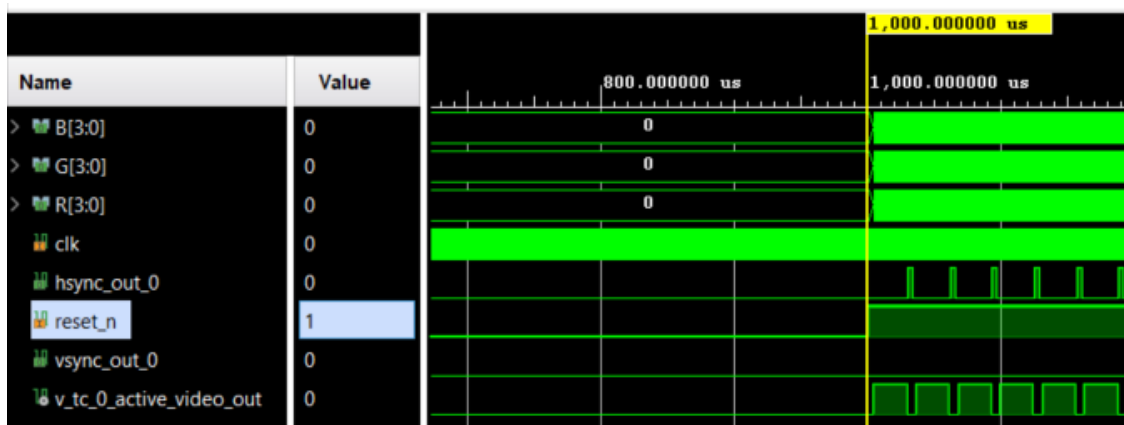 1,000.000000 us
Name Value 800.000000 us 1,000.000000 us
B[3:0] 0 0
G[3:0] 0 0
R[3:0] 0 0
clk 0
hsync_out_0 0
reset_n 1
vsync_out_0 0
v_tc_0_active_video_out 0